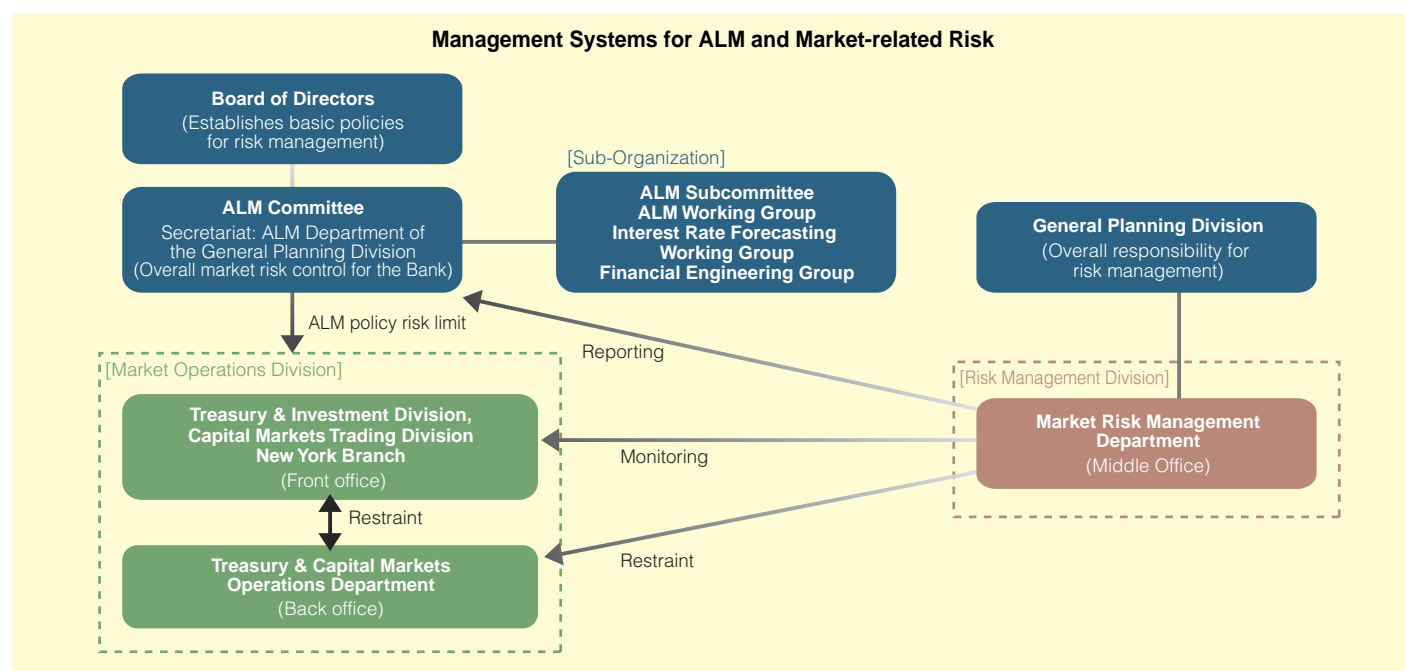 Management Systems for ALM and Market-related Risk
Board of Directors
(Establishes basic policies
for risk management)
[Sub-Organization]
ALM Committee
Secretariat: ALM Department of
the General Planning Division
(Overall market risk control for the Bank)
ALM Subcommittee
ALM Working Group
Interest Rate Forecasting
Working Group
Financial Engineering Group
General Planning Division
(Overall responsibility for
risk management)
ALM policy risk limit
Reporting
[Market Operations Division]
[Risk Management Division]
Treasury & Investment Division,
Capital Markets Trading Division
New York Branch
(Front office)
Monitoring
Market Risk Management
Department
(Middle Office)
Restraint
Treasury & Capital Markets
Operations Department
(Back office)
Restraint